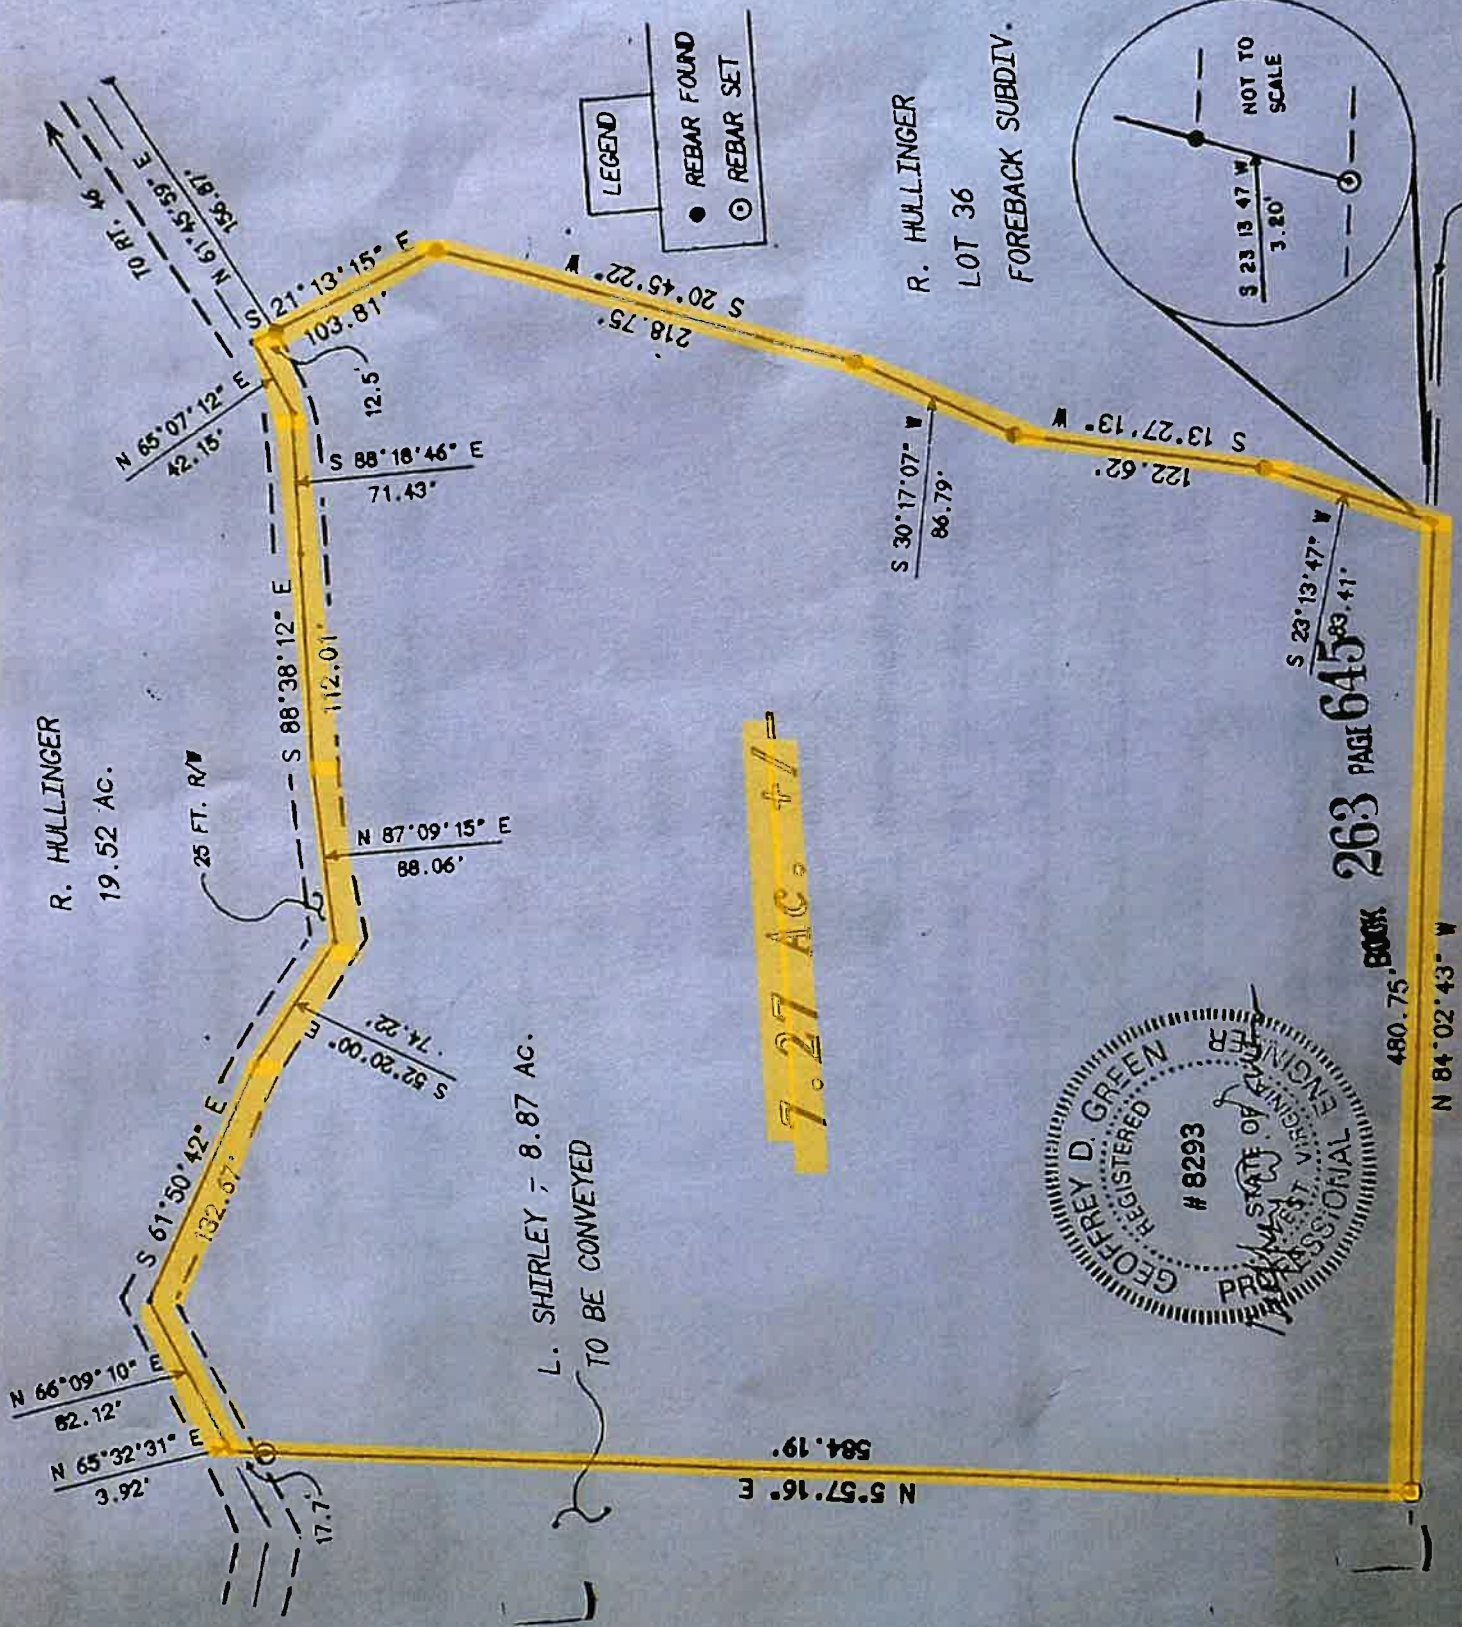 R. HULLINGER
19.52 AC.
25 FT. R/W
TO RT. 46
N 61°45'59" E
156.87'
S 21°13'15" E
103.81'
12.5'
N 65°07'12" E
42.15'
S 88°18'46" E
71.43'
S 88°38'12" E
112.01'
N 87°09'15" E
88.06'
S 52°20'00" E
74.22'
S 61°50'42" E
132.67'
N 66°09'10" E
82.12'
N 65°32'31" E
3.92'
17.7'
N 5°57'16" E
584.19'
L. SHIRLEY - 8.87 AC.
TO BE CONVEYED
7.27 AC. +/-
LEGEND
REBAR FOUND
REBAR SET
S 20°45'22" W
218.75'
R. HULLINGER
LOT 36
FOREBACK SUBDIV.
S 30°17'07" W
86.79'
S 13°27'13" W
122.62'
S 23°13'47" W
83.41'
S 23 13 47 W
3.20'
NOT TO
SCALE
BOOK 263 PAGE 645
480.75'
N 84°02'43" W
GEOFFREY D. GREEN
REGISTERED
# 8293
STATE OF
WEST VIRGINIA
PROFESSIONAL ENGINEER